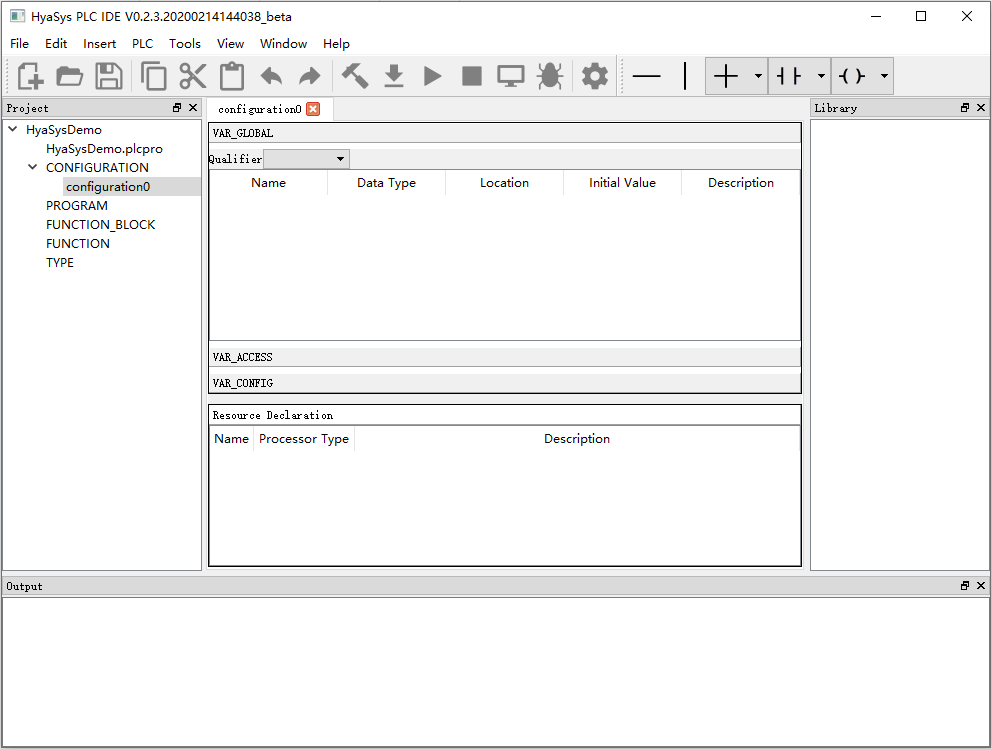 HyaSys PLC IDE V0.2.3.20200214144038_beta
File Edit Insert PLC Tools View Window Help
Project
HyaSysDemo
HyaSysDemo.plcpro
CONFIGURATION
configuration0
PROGRAM
FUNCTION_BLOCK
FUNCTION
TYPE
configuration0
VAR_GLOBAL
Qualifier
Name Data Type Location Initial Value Description
VAR_ACCESS
VAR_CONFIG
Resource Declaration
Name Processor Type Description
Library
Output